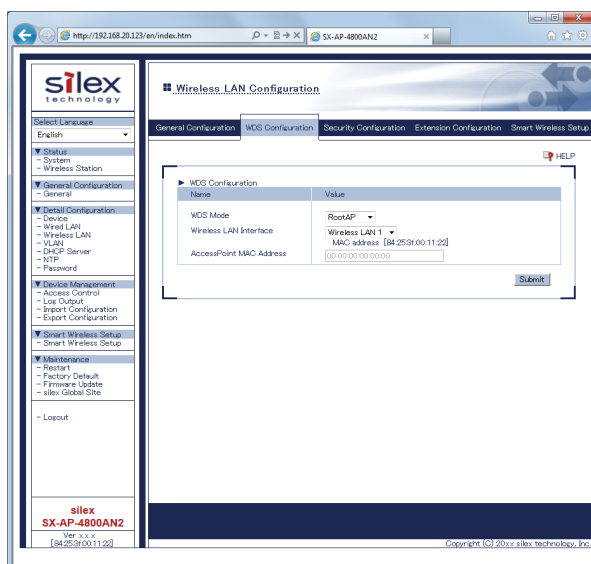 http://192.168.20.123/en/index.htm
SX-AP-4800AN2
silex
technology
Select Language
English
▼ Status
- System
- Wireless Station
▼ General Configuration
- General
▼ Detail Configuration
- Device
- Wired LAN
- Wireless LAN
- VLAN
- DHCP Server
- NTP
- Password
▼ Device Management
- Access Control
- Log Output
- Import Configuration
- Export Configuration
▼ Smart Wireless Setup
- Smart Wireless Setup
▼ Maintenance
- Restart
- Factory Default
- Firmware Update
- silex Global Site
- Logout
silex
SX-AP-4800AN2
Ver x.x.x
[84:25:3f:00:11:22]
Wireless LAN Configuration
General Configuration WDS Configuration Security Configuration Extension Configuration Smart Wireless Setup
HELP
► WDS Configuration
Name Value
WDS Mode RootAP
Wireless LAN Interface Wireless LAN 1
MAC address [84:25:3f:00:11:22]
AccessPoint MAC Address 00:00:00:00:00:00
Submit
Copyright (C) 20xx silex technology, Inc.